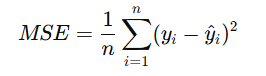 MSE = \frac{1}{n} \sum_{i=1}^{n} (y_i - \hat{y}_i)^2